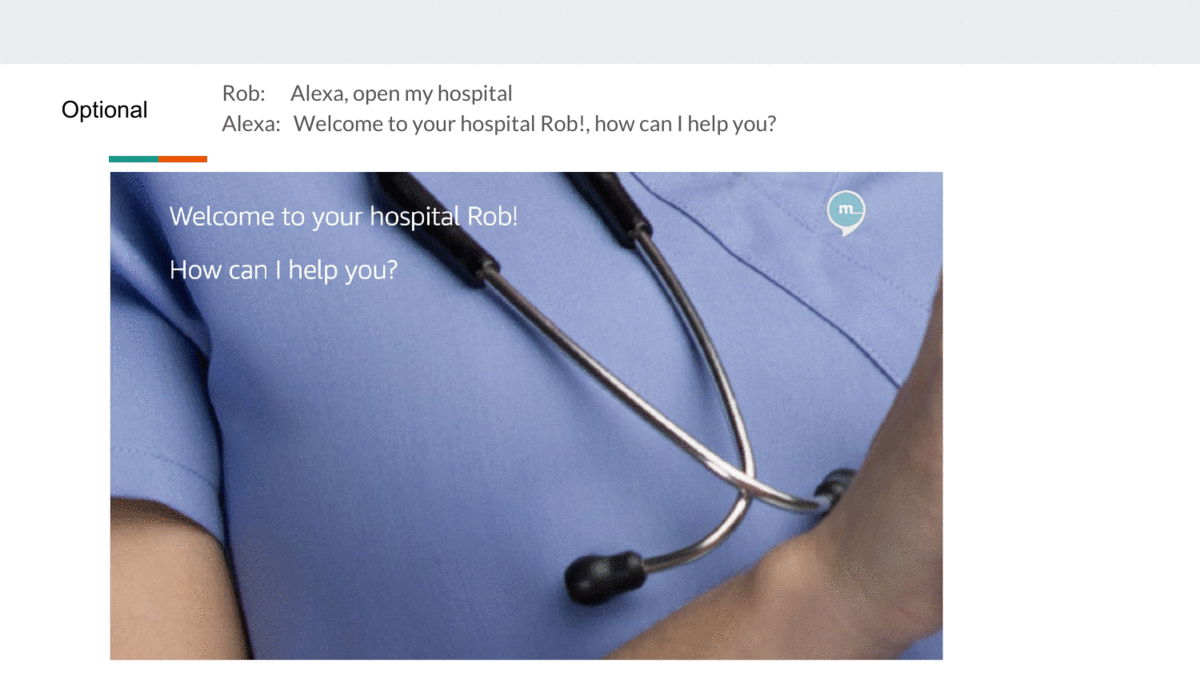 Optional
Rob: Alexa, open my hospital
Alexa: Welcome to your hospital Rob!, how can I help you?
Welcome to your hospital Rob!
How can I help you?
m_